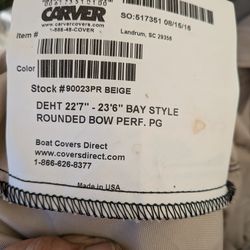 CARVER
www.carvercovers.com
1-888-48-COVER
SO:517351 08/15/16
Landrum, SC 29356
Item #
Color
Stock #90023PR BEIGE
DEHT 22'7" - 23'6" BAY STYLE
ROUNDED BOW PERF. PG
Boat Covers Direct
www.boatcoversdirect.com
1-866-626-8377
Made in USA